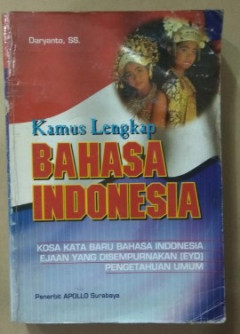 Daryanto, SS.
Kamus Lengkap
BAHASA
INDONESIA
KOSA KATA BARU BAHASA INDONESIA
EJAAN YANG DISEMPURNAKAN [EYD]
PENGETAHUAN UMUM
Penerbit APOLLO Surabaya